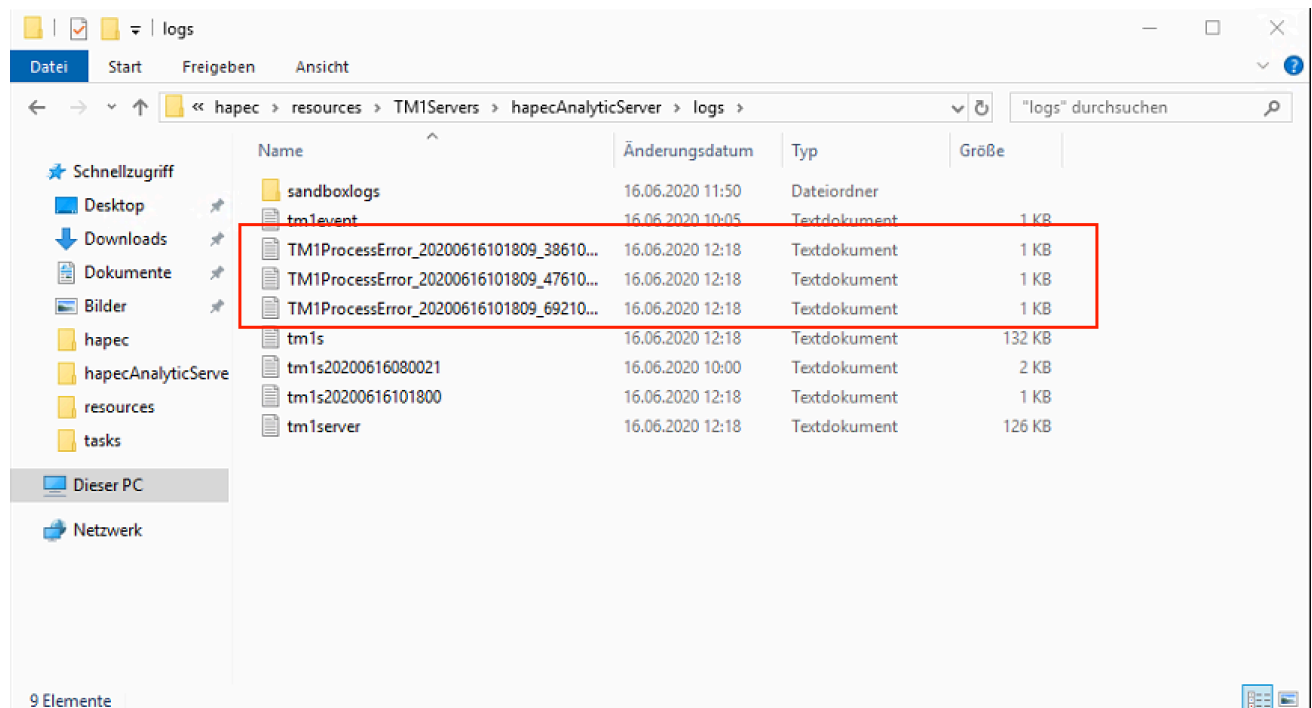 logs
Datei Start Freigeben Ansicht
« hapec > resources > TM1Servers > hapecAnalyticServer > logs > "logs" durchsuchen
Schnellzugriff
Desktop
Downloads
Dokumente
Bilder
hapec
hapecAnalyticServe
resources
tasks
Dieser PC
Netzwerk
Name Änderungsdatum Typ Größe
sandboxlogs 16.06.2020 11:50 Dateiordner
tm1event 16.06.2020 10:05 Textdokument 1 KB
TM1ProcessError_20200616101809_38610... 16.06.2020 12:18 Textdokument 1 KB
TM1ProcessError_20200616101809_47610... 16.06.2020 12:18 Textdokument 1 KB
TM1ProcessError_20200616101809_69210... 16.06.2020 12:18 Textdokument 1 KB
tm1s 16.06.2020 12:18 Textdokument 132 KB
tm1s20200616080021 16.06.2020 10:00 Textdokument 2 KB
tm1s20200616101800 16.06.2020 12:18 Textdokument 1 KB
tm1server 16.06.2020 12:18 Textdokument 126 KB
9 Elemente